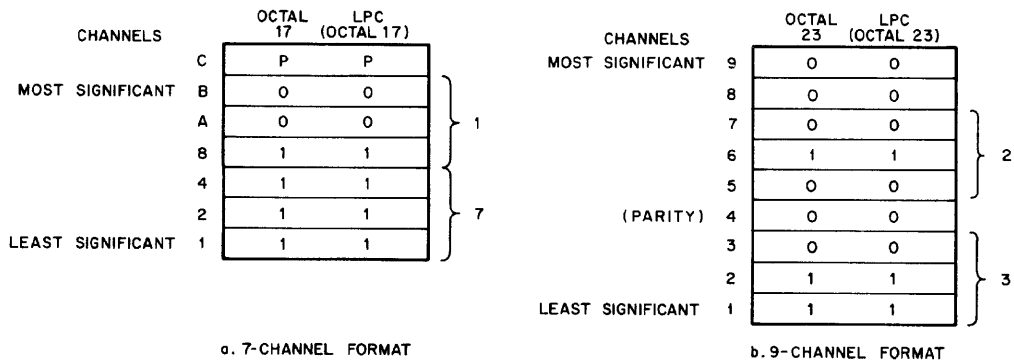 OCTAL LPC
CHANNELS 17 (OCTAL 17)
C P P
MOST SIGNIFICANT B 0 0
A 0 0 1
8 1 1
4 1 1
2 1 1 7
LEAST SIGNIFICANT 1 1 1
a. 7-CHANNEL FORMAT
OCTAL LPC
CHANNELS 23 (OCTAL 23)
MOST SIGNIFICANT 9 0 0
8 0 0
7 0 0
6 1 1 2
5 0 0
(PARITY) 4 0 0
3 0 0
2 1 1 3
LEAST SIGNIFICANT 1 1 1
b. 9-CHANNEL FORMAT